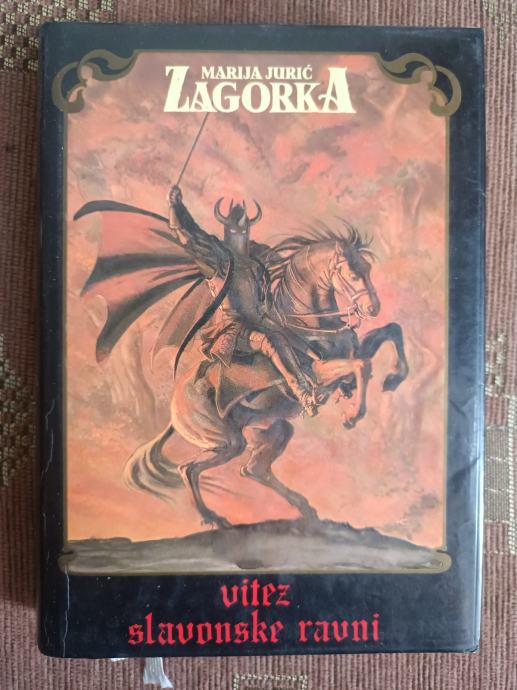 MARIJA JURIĆ
ZAGORKA
vitez
slavonske ravni